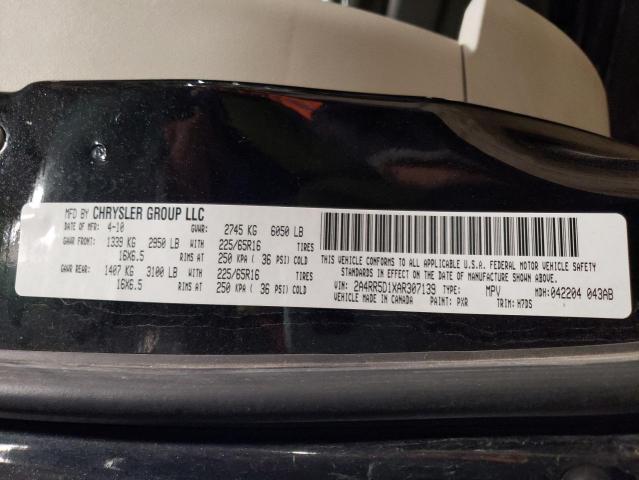 MFD BY CHRYSLER GROUP LLC
DATE OF MFR: 4-10 GVWR: 2745 KG 6050 LB
GAWR FRONT: 1339 KG 2950 LB WITH 225/65R16 TIRES
16X6.5 RIMS AT 250 KPA ( 36 PSI) COLD
GAWR REAR: 1407 KG 3100 LB WITH 225/65R16 TIRES
16X6.5 RIMS AT 250 KPA ( 36 PSI) COLD
THIS VEHICLE CONFORMS TO ALL APPLICABLE U.S.A. FEDERAL MOTOR VEHICLE SAFETY
STANDARDS IN EFFECT ON THE DATE OF MANUFACTURE SHOWN ABOVE.
VIN: 2A4RR5D1XAR307139 TYPE: MPV MDH: 042204 043AB
VEHICLE MADE IN CANADA PAINT: PXR TRIM: H7DS